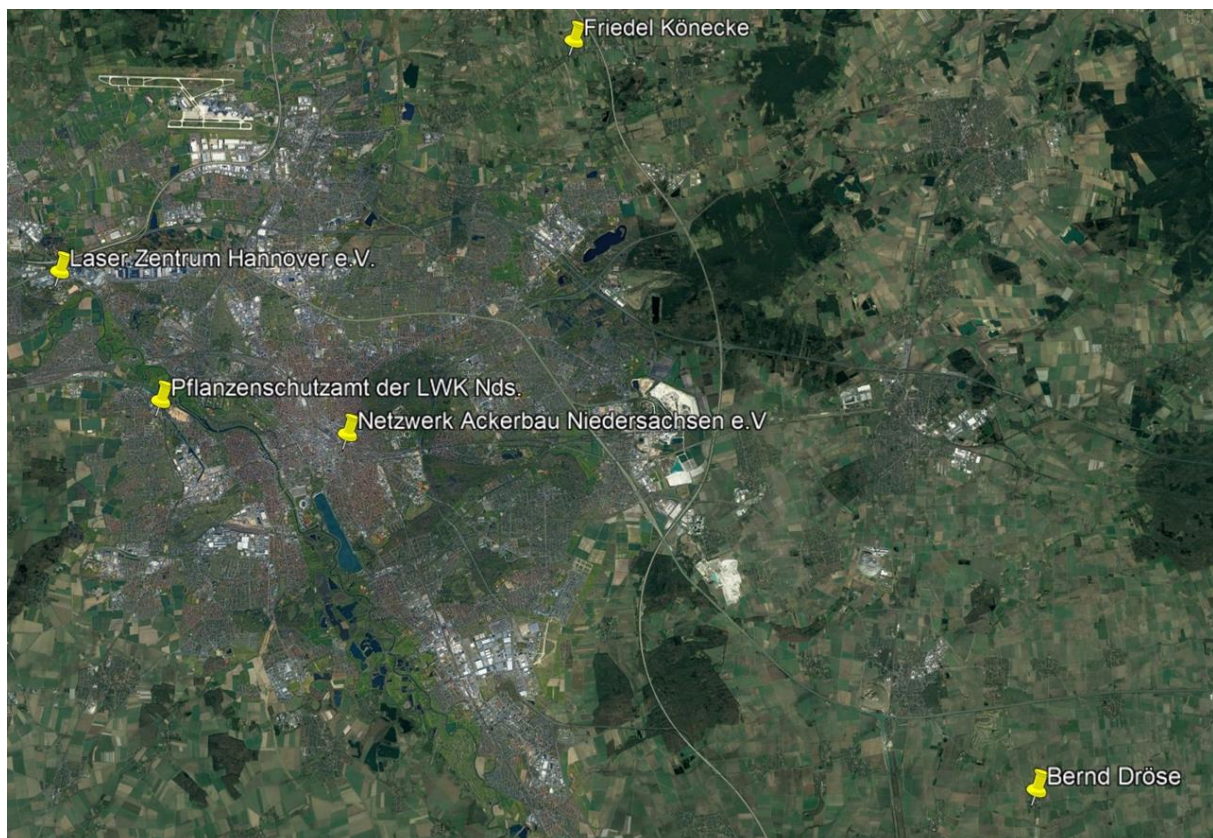 Friedel Könecke
Laser Zentrum Hannover e.V.
Pflanzenschutzamt der LWK Nds.
Netzwerk Ackerbau Niedersachsen e.V
Bernd Dröse